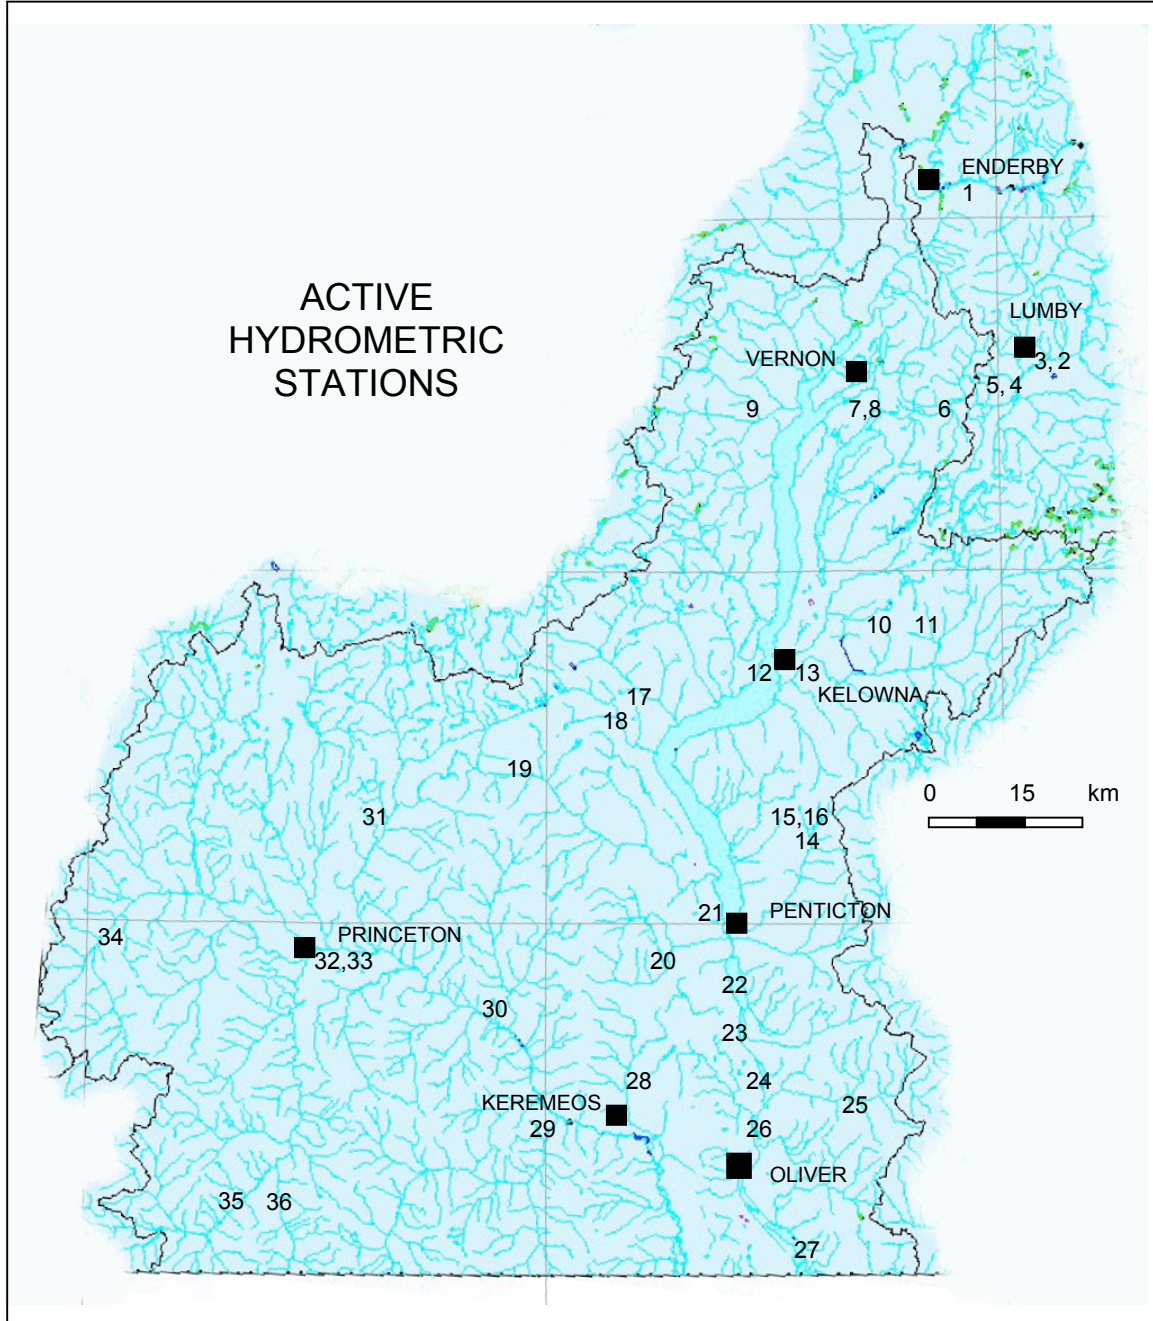 ENDERBY
1
ACTIVE
HYDROMETRIC
STATIONS
LUMBY
VERNON
3, 2
5, 4
9
7,8
6
10
11
12
13
KELOWNA
17
18
19
0 15 km
31
15, 16
14
21
PENTICTON
34
PRINCETON
32,33
20
22
30
23
28
24
KEREMEOS
25
29
26
OLIVER
35
36
27